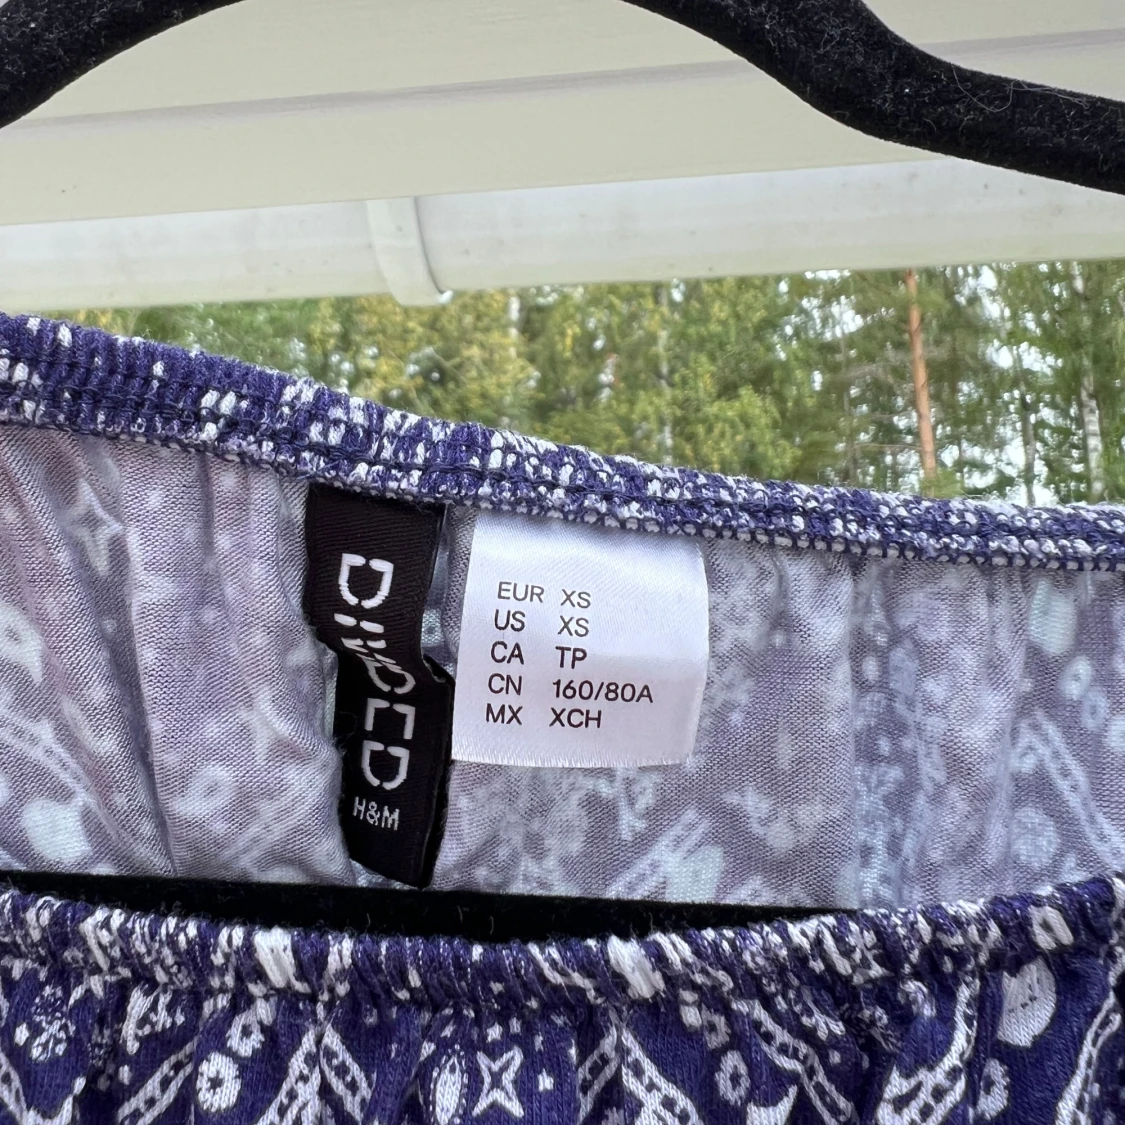 DIVIDED
H&M
EUR XS
US XS
CA TP
CN 160/80A
MX XCH